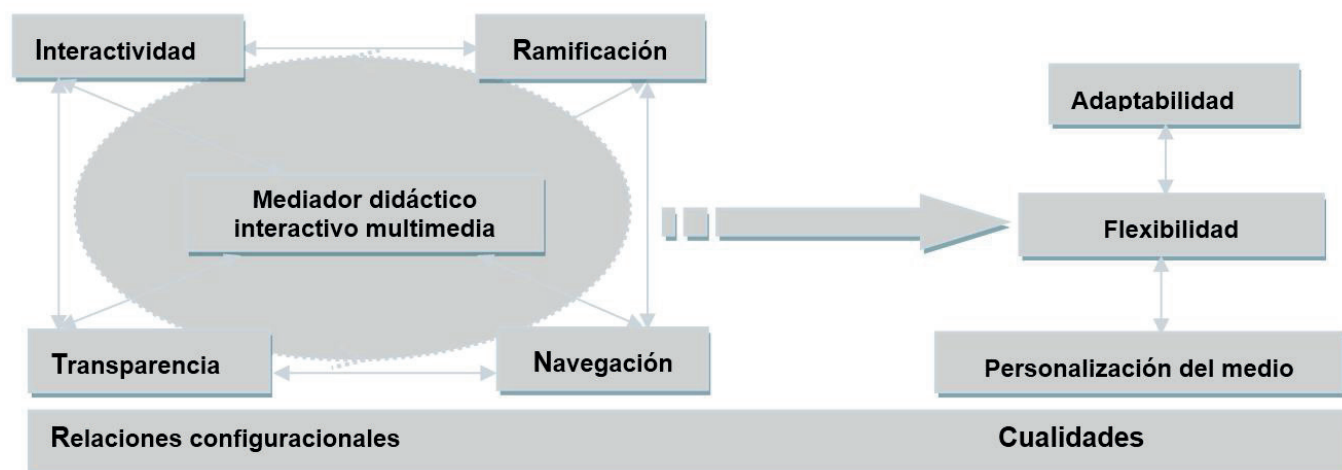 Interactividad
Ramificación
Adaptabilidad
Mediador didáctico
interactivo multimedia
Flexibilidad
Transparencia
Navegación
Personalización del medio
Relaciones configuracionales
Cualidades